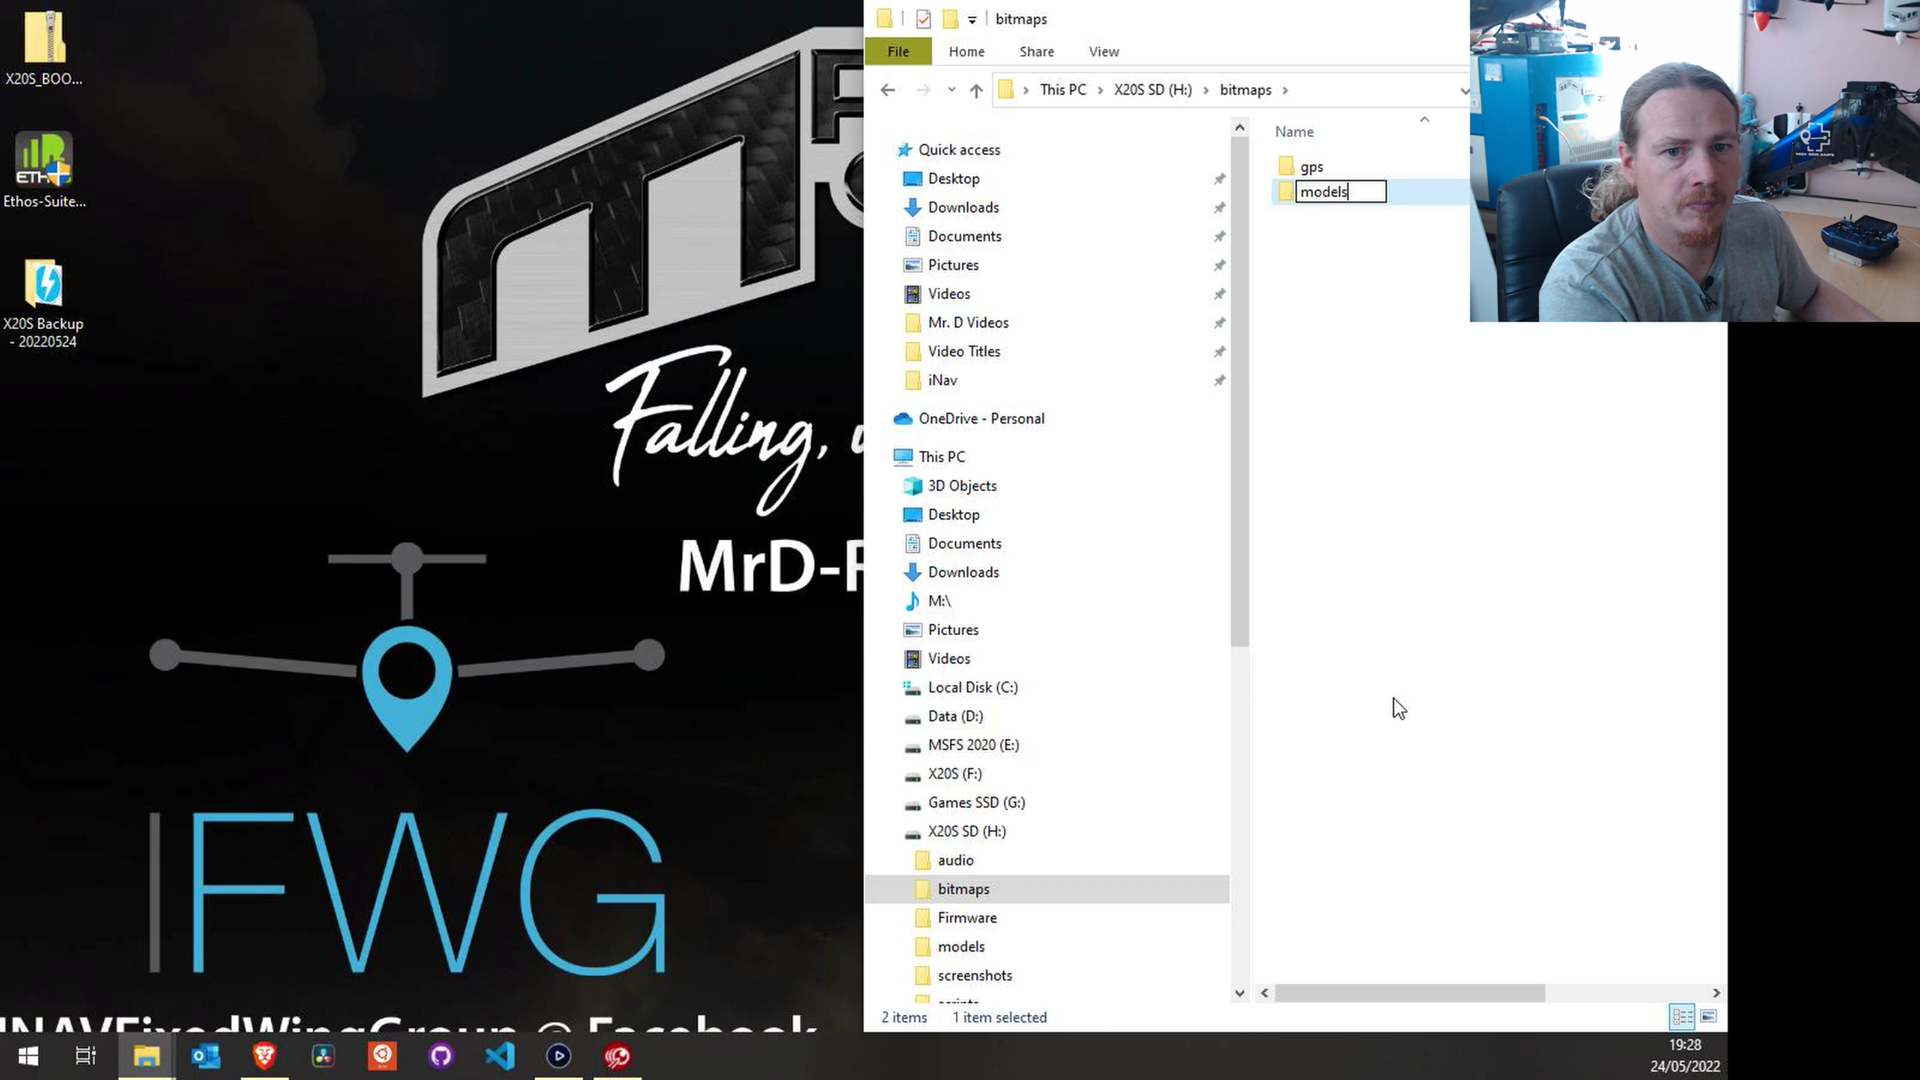 X20S_BOO...
Ethos-Suite...
X20S Backup
- 20220524
Falling,
MrD-
IFWG
INAVFixedWingGroup @ Facebook
bitmaps
File
Home
Share
View
This PC
X20S SD (H:)
bitmaps
Quick access
Desktop
Downloads
Documents
Pictures
Videos
Mr. D Videos
Video Titles
iNav
OneDrive - Personal
This PC
3D Objects
Desktop
Documents
Downloads
M:\
Pictures
Videos
Local Disk (C:)
Data (D:)
MSFS 2020 (E:)
X20S (F:)
Games SSD (G:)
X20S SD (H:)
audio
bitmaps
Firmware
models
screenshots
scripts
Name
gps
models
2 items
1 item selected
19:28
24/05/2022